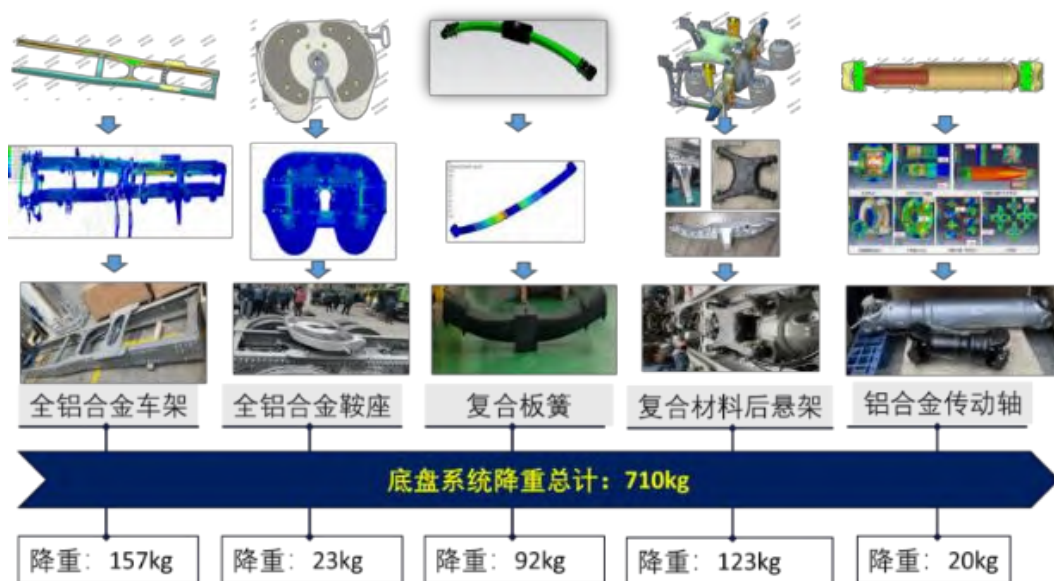 全铝合金车架
全铝合金鞍座
复合板簧
复合材料后悬架
铝合金传动轴
底盘系统降重总计：710kg
降重：157kg
降重：23kg
降重：92kg
降重：123kg
降重：20kg